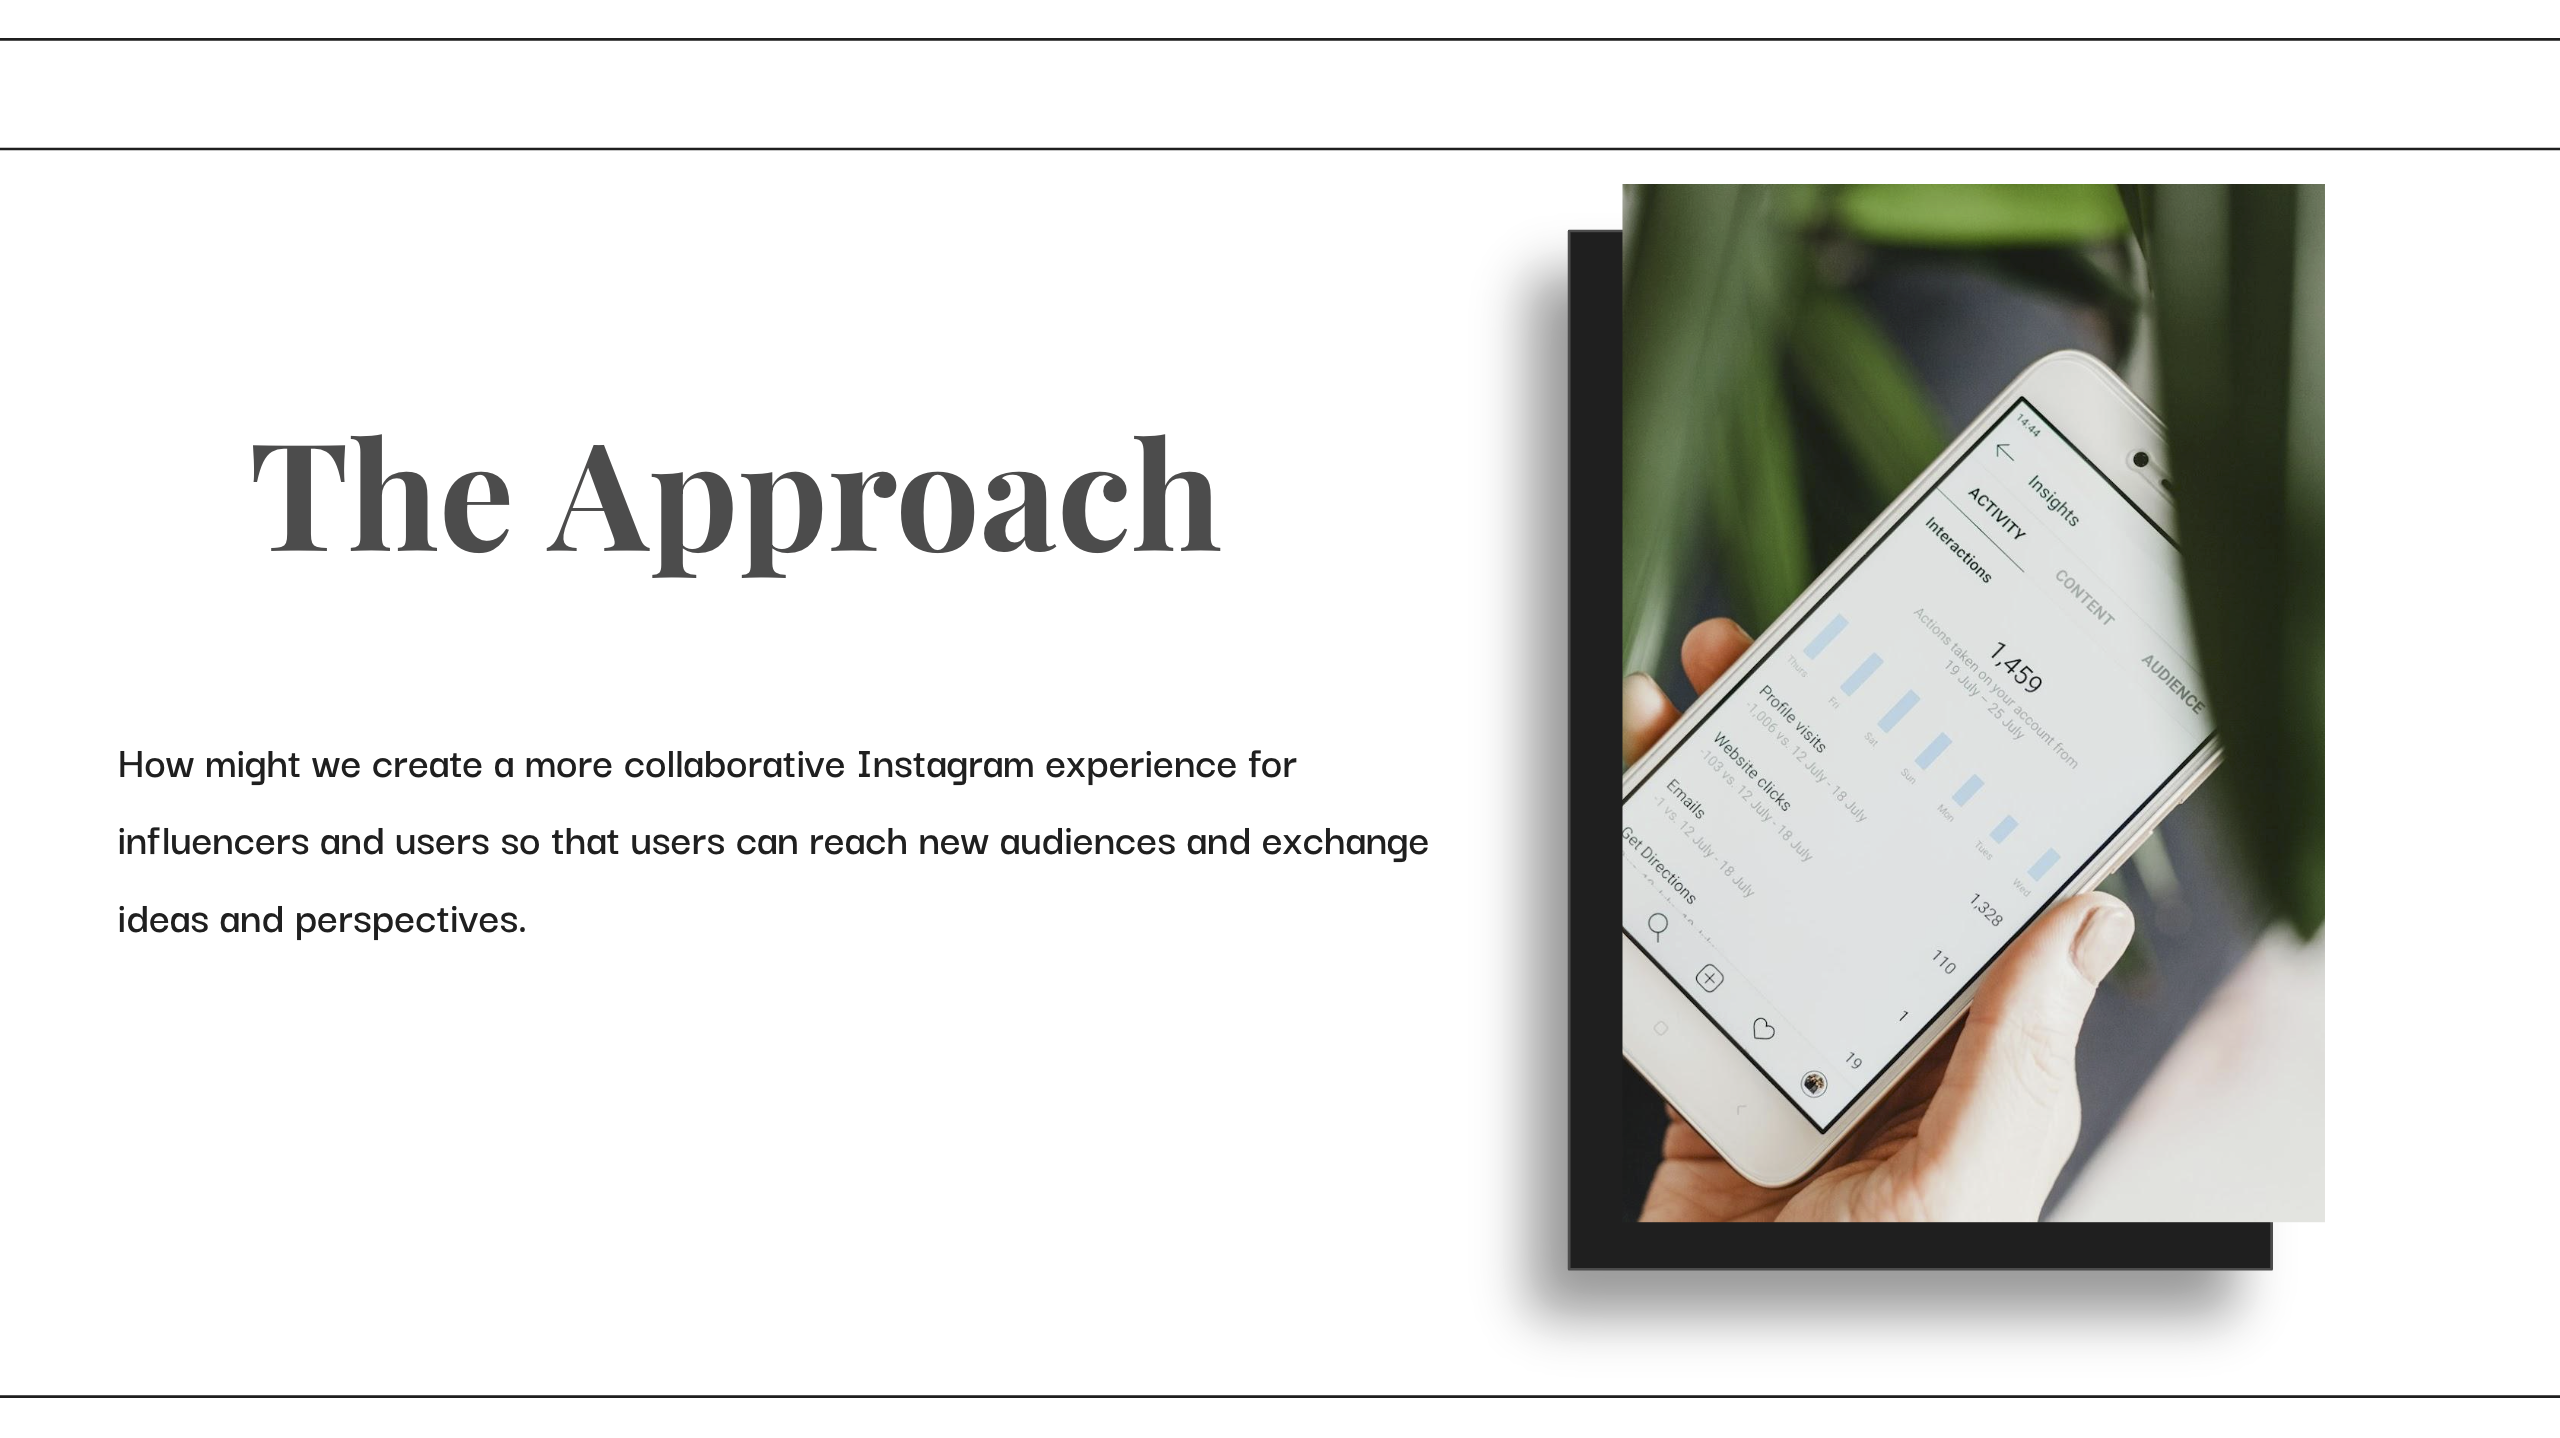 The Approach
How might we create a more collaborative Instagram experience for
influencers and users so that users can reach new audiences and exchange
ideas and perspectives.
14:44
Insights
ACTIVITY
CONTENT
AUDIENCE
Interactions
1,459
Actions taken on your account from
19 July – 25 July
Thurs
Fri
Sat
Sun
Mon
Tues
Wed
Profile visits
1,328
-1,006 vs. 12 July - 18 July
Website clicks
110
-103 vs. 12 July - 18 July
Emails
1
-1 vs. 12 July - 18 July
Get Directions
19